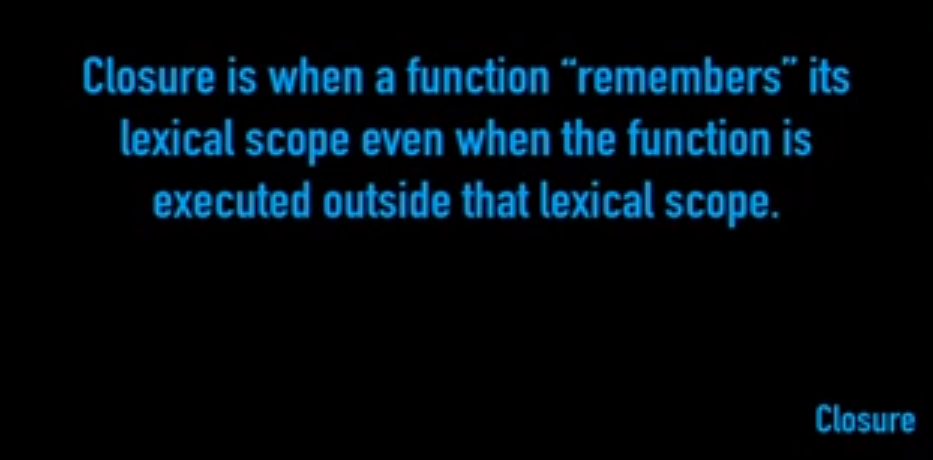 Closure is when a function “remembers” its
lexical scope even when the function is
executed outside that lexical scope.
Closure